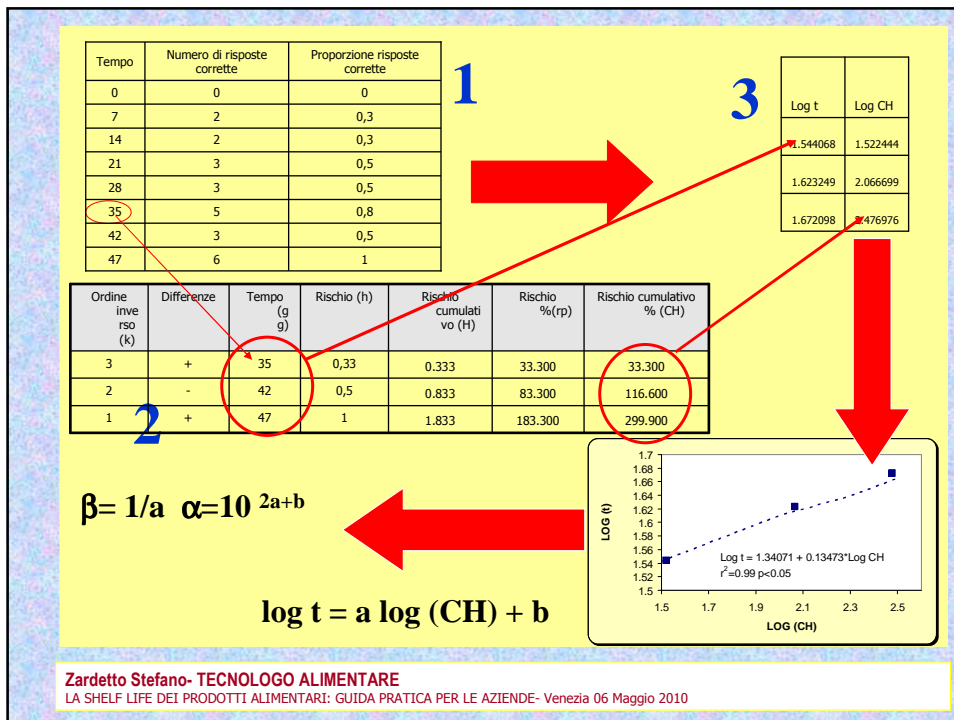 Tempo Numero di risposte corrette Proporzione risposte corrette
0 0 0
7 2 0,3
14 2 0,3
21 3 0,5
28 3 0,5
35 5 0,8
42 3 0,5
47 6 1
1
3
Log t Log CH
1.544068 1.522444
1.623249 2.066699
1.672098 2.476976
Ordine inve rso (k) Differenze Tempo (g g) Rischio (h) Rischio cumulati vo (H) Rischio %(rp) Rischio cumulativo % (CH)
3 + 35 0,33 0.333 33.300 33.300
2 - 42 0,5 0.833 83.300 116.600
1 + 47 1 1.833 183.300 299.900
2
β= 1/a α=10 2a+b
log t = a log (CH) + b
LOG (t)
1.7
1.68
1.66
1.64
1.62
1.6
1.58
1.56
1.54
1.52
1.5
Log t = 1.34071 + 0.13473*Log CH
r2=0.99 p<0.05
1.5 1.7 1.9 2.1 2.3 2.5
LOG (CH)
Zardetto Stefano- TECNOLOGO ALIMENTARE
LA SHELF LIFE DEI PRODOTTI ALIMENTARI: GUIDA PRATICA PER LE AZIENDE- Venezia 06 Maggio 2010